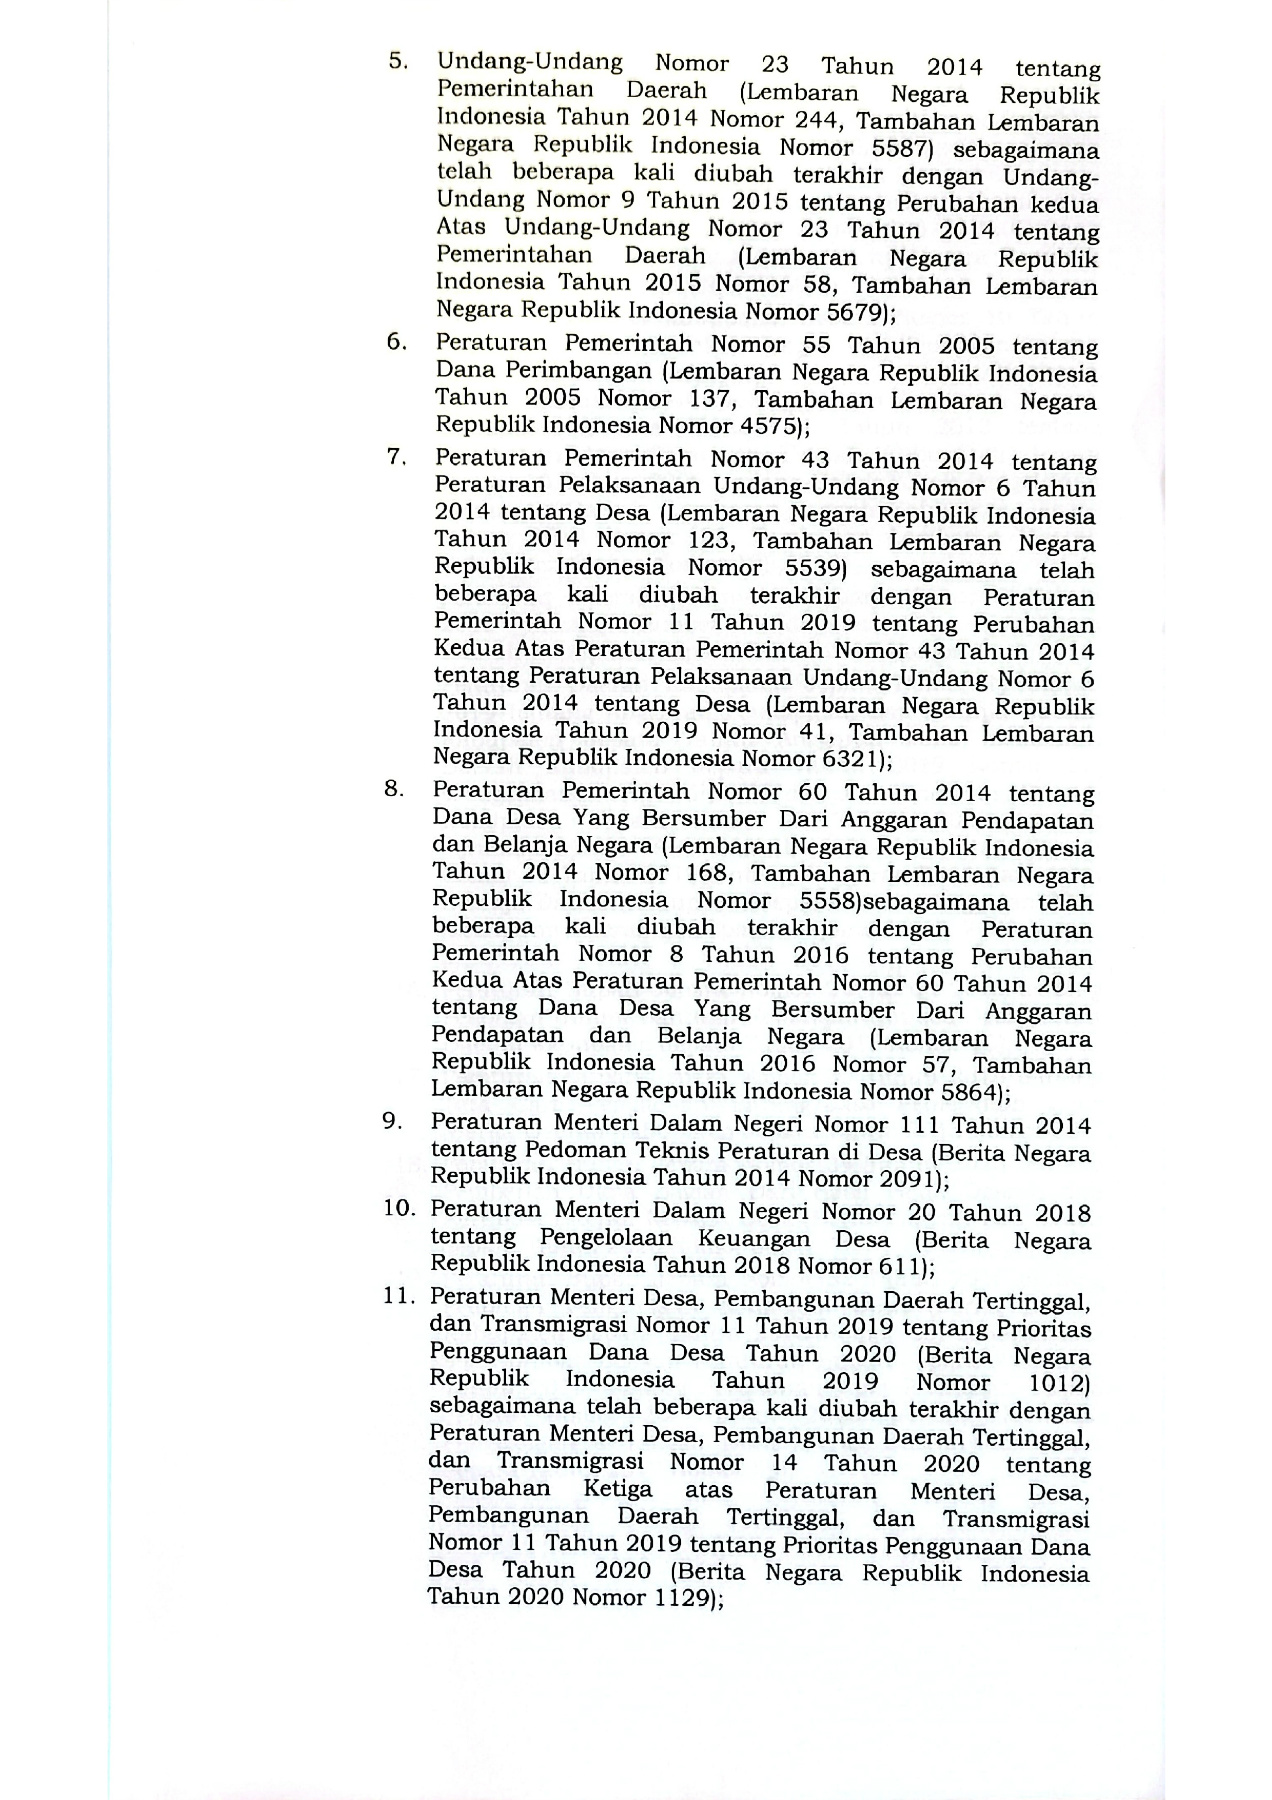 5. Undang-Undang Nomor 23 Tahun 2014 tentang
Pemerintahan Daerah (Lembaran Negara Republik
Indonesia Tahun 2014 Nomor 244, Tambahan Lembaran
Negara Republik Indonesia Nomor 5587) sebagaimana
telah beberapa kali diubah terakhir dengan Undang-
Undang Nomor 9 Tahun 2015 tentang Perubahan kedua
Atas Undang-Undang Nomor 23 Tahun 2014 tentang
Pemerintahan Daerah (Lembaran Negara Republik
Indonesia Tahun 2015 Nomor 58, Tambahan Lembaran
Negara Republik Indonesia Nomor 5679);
6. Peraturan Pemerintah Nomor 55 Tahun 2005 tentang
Dana Perimbangan (Lembaran Negara Republik Indonesia
Tahun 2005 Nomor 137, Tambahan Lembaran Negara
Republik Indonesia Nomor 4575);
7. Peraturan Pemerintah Nomor 43 Tahun 2014 tentang
Peraturan Pelaksanaan Undang-Undang Nomor 6 Tahun
2014 tentang Desa (Lembaran Negara Republik Indonesia
Tahun 2014 Nomor 123, Tambahan Lembaran Negara
Republik Indonesia Nomor 5539) sebagaimana telah
beberapa kali diubah terakhir dengan Peraturan
Pemerintah Nomor 11 Tahun 2019 tentang Perubahan
Kedua Atas Peraturan Pemerintah Nomor 43 Tahun 2014
tentang Peraturan Pelaksanaan Undang-Undang Nomor 6
Tahun 2014 tentang Desa (Lembaran Negara Republik
Indonesia Tahun 2019 Nomor 41, Tambahan Lembaran
Negara Republik Indonesia Nomor 6321);
8. Peraturan Pemerintah Nomor 60 Tahun 2014 tentang
Dana Desa Yang Bersumber Dari Anggaran Pendapatan
dan Belanja Negara (Lembaran Negara Republik Indonesia
Tahun 2014 Nomor 168, Tambahan Lembaran Negara
Republik Indonesia Nomor 5558)sebagaimana telah
beberapa kali diubah terakhir dengan Peraturan
Pemerintah Nomor 8 Tahun 2016 tentang Perubahan
Kedua Atas Peraturan Pemerintah Nomor 60 Tahun 2014
tentang Dana Desa Yang Bersumber Dari Anggaran
Pendapatan dan Belanja Negara (Lembaran Negara
Republik Indonesia Tahun 2016 Nomor 57, Tambahan
Lembaran Negara Republik Indonesia Nomor 5864);
9. Peraturan Menteri Dalam Negeri Nomor 111 Tahun 2014
tentang Pedoman Teknis Peraturan di Desa (Berita Negara
Republik Indonesia Tahun 2014 Nomor 2091);
10. Peraturan Menteri Dalam Negeri Nomor 20 Tahun 2018
tentang Pengelolaan Keuangan Desa (Berita Negara
Republik Indonesia Tahun 2018 Nomor 611);
11. Peraturan Menteri Desa, Pembangunan Daerah Tertinggal,
dan Transmigrasi Nomor 11 Tahun 2019 tentang Prioritas
Penggunaan Dana Desa Tahun 2020 (Berita Negara
Republik Indonesia Tahun 2019 Nomor 1012)
sebagaimana telah beberapa kali diubah terakhir dengan
Peraturan Menteri Desa, Pembangunan Daerah Tertinggal,
dan Transmigrasi Nomor 14 Tahun 2020 tentang
Perubahan Ketiga atas Peraturan Menteri Desa,
Pembangunan Daerah Tertinggal, dan Transmigrasi
Nomor 11 Tahun 2019 tentang Prioritas Penggunaan Dana
Desa Tahun 2020 (Berita Negara Republik Indonesia
Tahun 2020 Nomor 1129);